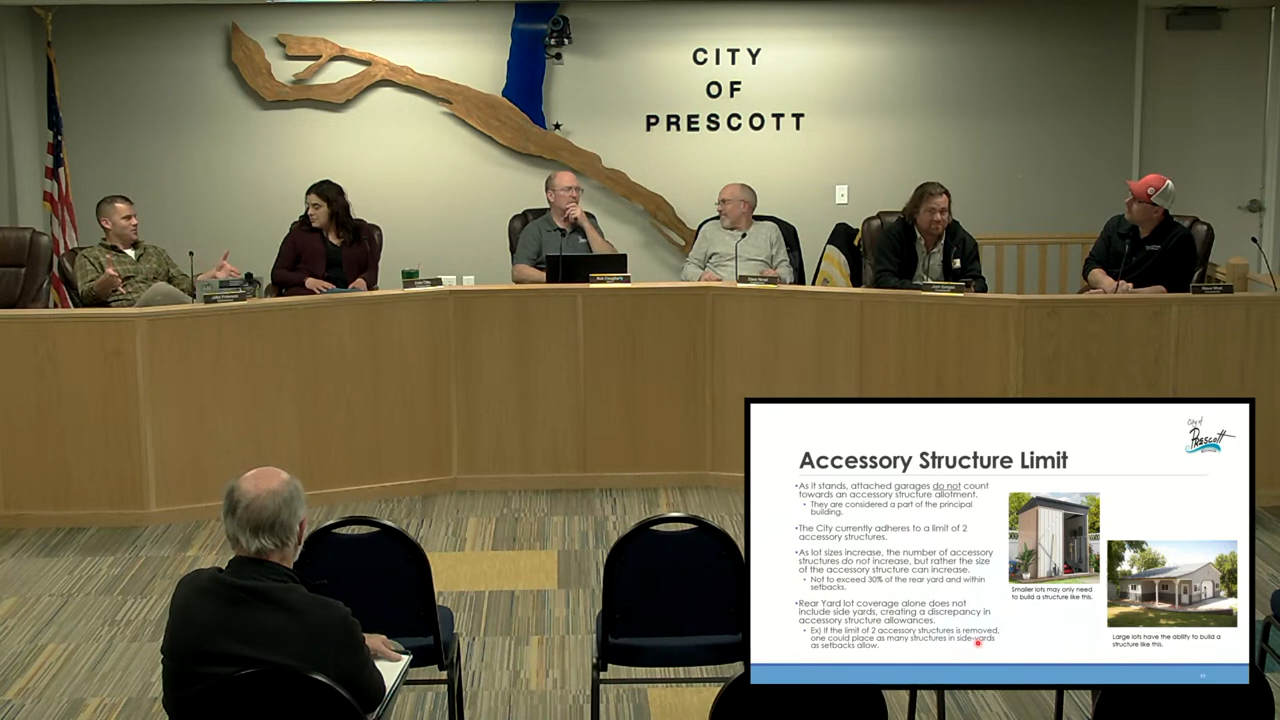 CITY
OF
PRESCOTT
City of
Prescott
Accessory Structure Limit
•As it stands, attached garages do not count
towards an accessory structure allotment.
• They are considered a part of the principal
building.
•The City currently adheres to a limit of 2
accessory structures.
•As lot sizes increase, the number of accessory
structures do not increase, but rather the size
of the accessory structure can increase.
• Not to exceed 30% of the rear yard and within
setbacks.
•Rear Yard lot coverage alone does not
include side yards, creating a discrepancy in
accessory structure allowances.
• Ex) If the limit of 2 accessory structures is removed,
one could place as many structures in side-yards
as setbacks allow.
Smaller lots may only need
to build a structure like this.
Large lots have the ability to build a
structure like this.